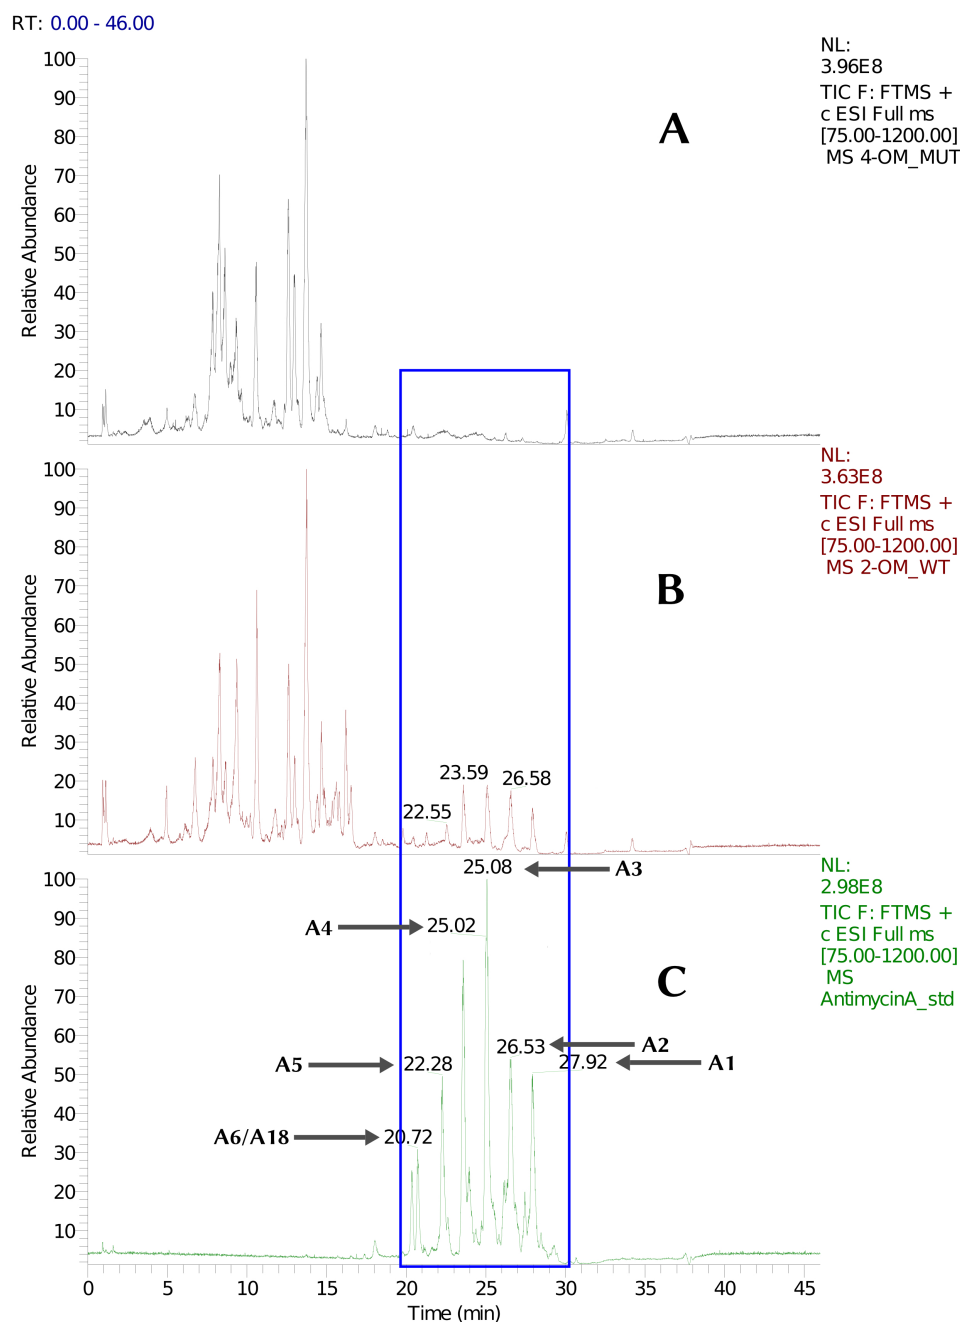 RT: 0.00 - 46.00
NL:
3.96E8
TIC F: FTMS +
c ESI Full ms
[75.00-1200.00]
MS 4-OM_MUT
A
Relative Abundance
100
90
80
70
60
50
40
30
20
10
NL:
3.63E8
TIC F: FTMS +
c ESI Full ms
[75.00-1200.00]
MS 2-OM_WT
B
Relative Abundance
100
90
80
70
60
50
40
30
20
10
23.59
26.58
22.55
NL:
2.98E8
TIC F: FTMS +
c ESI Full ms
[75.00-1200.00]
MS
AntimycinA_std
C
Relative Abundance
100
90
80
70
60
50
40
30
20
10
25.08 A3
A4 25.02
26.53 A2
A5 22.28
27.92 A1
A6/A18 20.72
0 5 10 15 20 25 30 35 40 45
Time (min)